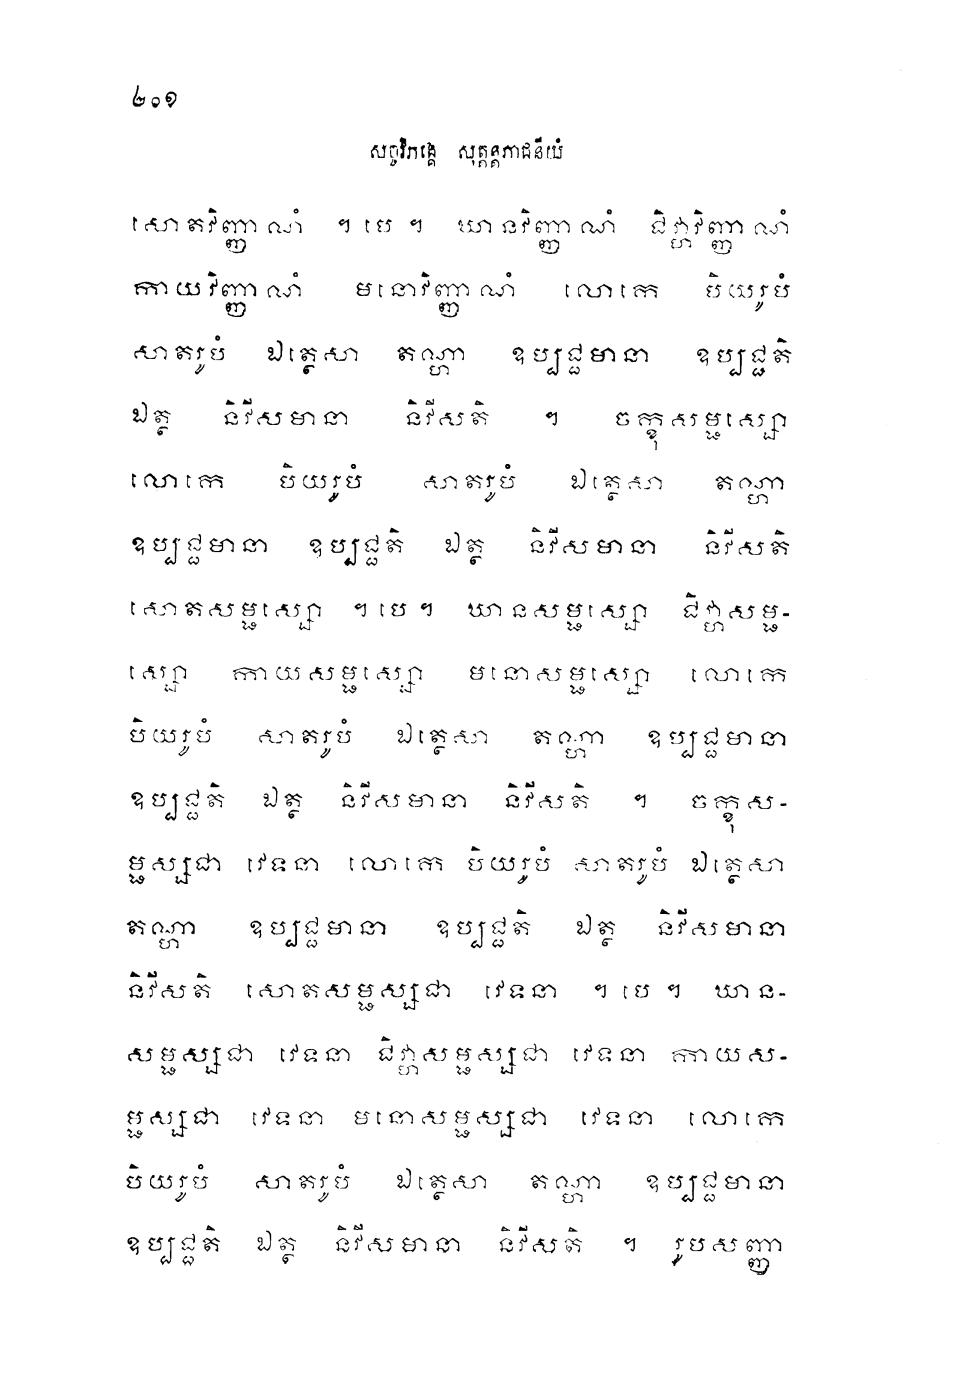 ២០១
សច្ចវិភង្គេ សុត្តន្តភាជនីយំ
សោតវិញ្ញាណំ ។ បេ ។ ឃានវិញ្ញាណំ ជិវ្ហាវិញ្ញាណំ
កាយវិញ្ញាណំ មនោវិញ្ញាណំ លោកេ បិយរូបំ
សាតរូបំ ឯត្ថេសា តណ្ហា ឧប្បជ្ជមានា ឧប្បជ្ជតិ
ឯត្ថ និវីសមានា និវីសតិ ។ ចក្ខុសម្ផស្សោ
លោកេ បិយរូបំ សាតរូបំ ឯត្ថេសា តណ្ហា
ឧប្បជ្ជមានា ឧប្បជ្ជតិ ឯត្ថ និវីសមានា និវីសតិ
សោតសម្ផស្សោ ។ បេ ។ ឃានសម្ផស្សោ ជិវ្ហាសម្ផ-
ស្សោ កាយសម្ផស្សោ មនោសម្ផស្សោ លោកេ
បិយរូបំ សាតរូបំ ឯត្ថេសា តណ្ហា ឧប្បជ្ជមានា
ឧប្បជ្ជតិ ឯត្ថ និវីសមានា និវីសតិ ។ ចក្ខុស-
ម្ផស្សជា វេទនា លោកេ បិយរូបំ សាតរូបំ ឯត្ថេសា
តណ្ហា ឧប្បជ្ជមានា ឧប្បជ្ជតិ ឯត្ថ និវីសមានា
និវីសតិ សោតសម្ផស្សជា វេទនា ។ បេ ។ ឃាន-
សម្ផស្សជា វេទនា ជិវ្ហាសម្ផស្សជា វេទនា កាយស-
ម្ផស្សជា វេទនា មនោសម្ផស្សជា វេទនា លោកេ
បិយរូបំ សាតរូបំ ឯត្ថេសា តណ្ហា ឧប្បជ្ជមានា
ឧប្បជ្ជតិ ឯត្ថ និវីសមានា និវីសតិ ។ រូបសញ្ញា